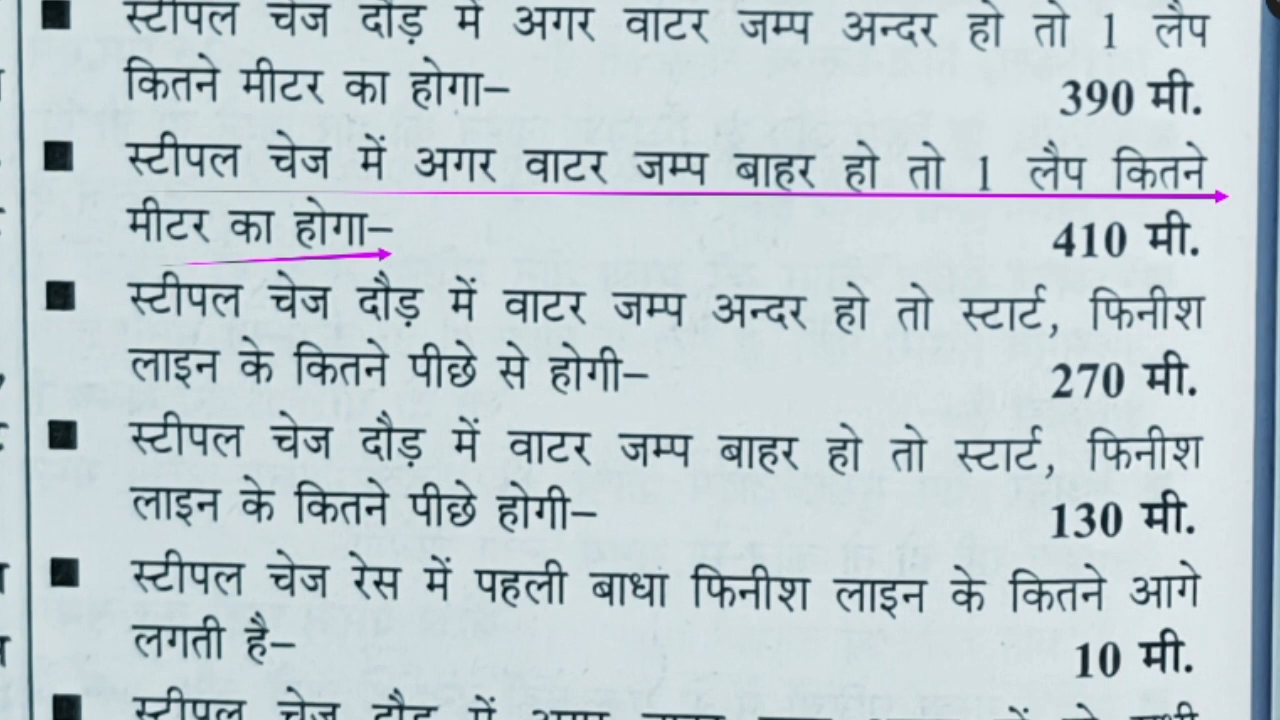 ■ स्टीपल चेज दौड़ में अगर वाटर जम्प अन्दर हो तो 1 लैप
कितने मीटर का होगा– 390 मी.
■ स्टीपल चेज में अगर वाटर जम्प बाहर हो तो 1 लैप कितने
मीटर का होगा– 410 मी.
■ स्टीपल चेज दौड़ में वाटर जम्प अन्दर हो तो स्टार्ट, फिनीश
लाइन के कितने पीछे से होगी– 270 मी.
■ स्टीपल चेज दौड़ में वाटर जम्प बाहर हो तो स्टार्ट, फिनीश
लाइन के कितने पीछे होगी– 130 मी.
■ स्टीपल चेज रेस में पहली बाधा फिनीश लाइन के कितने आगे
लगती है– 10 मी.
■ स्टीपल चेज दौड़ में अगर